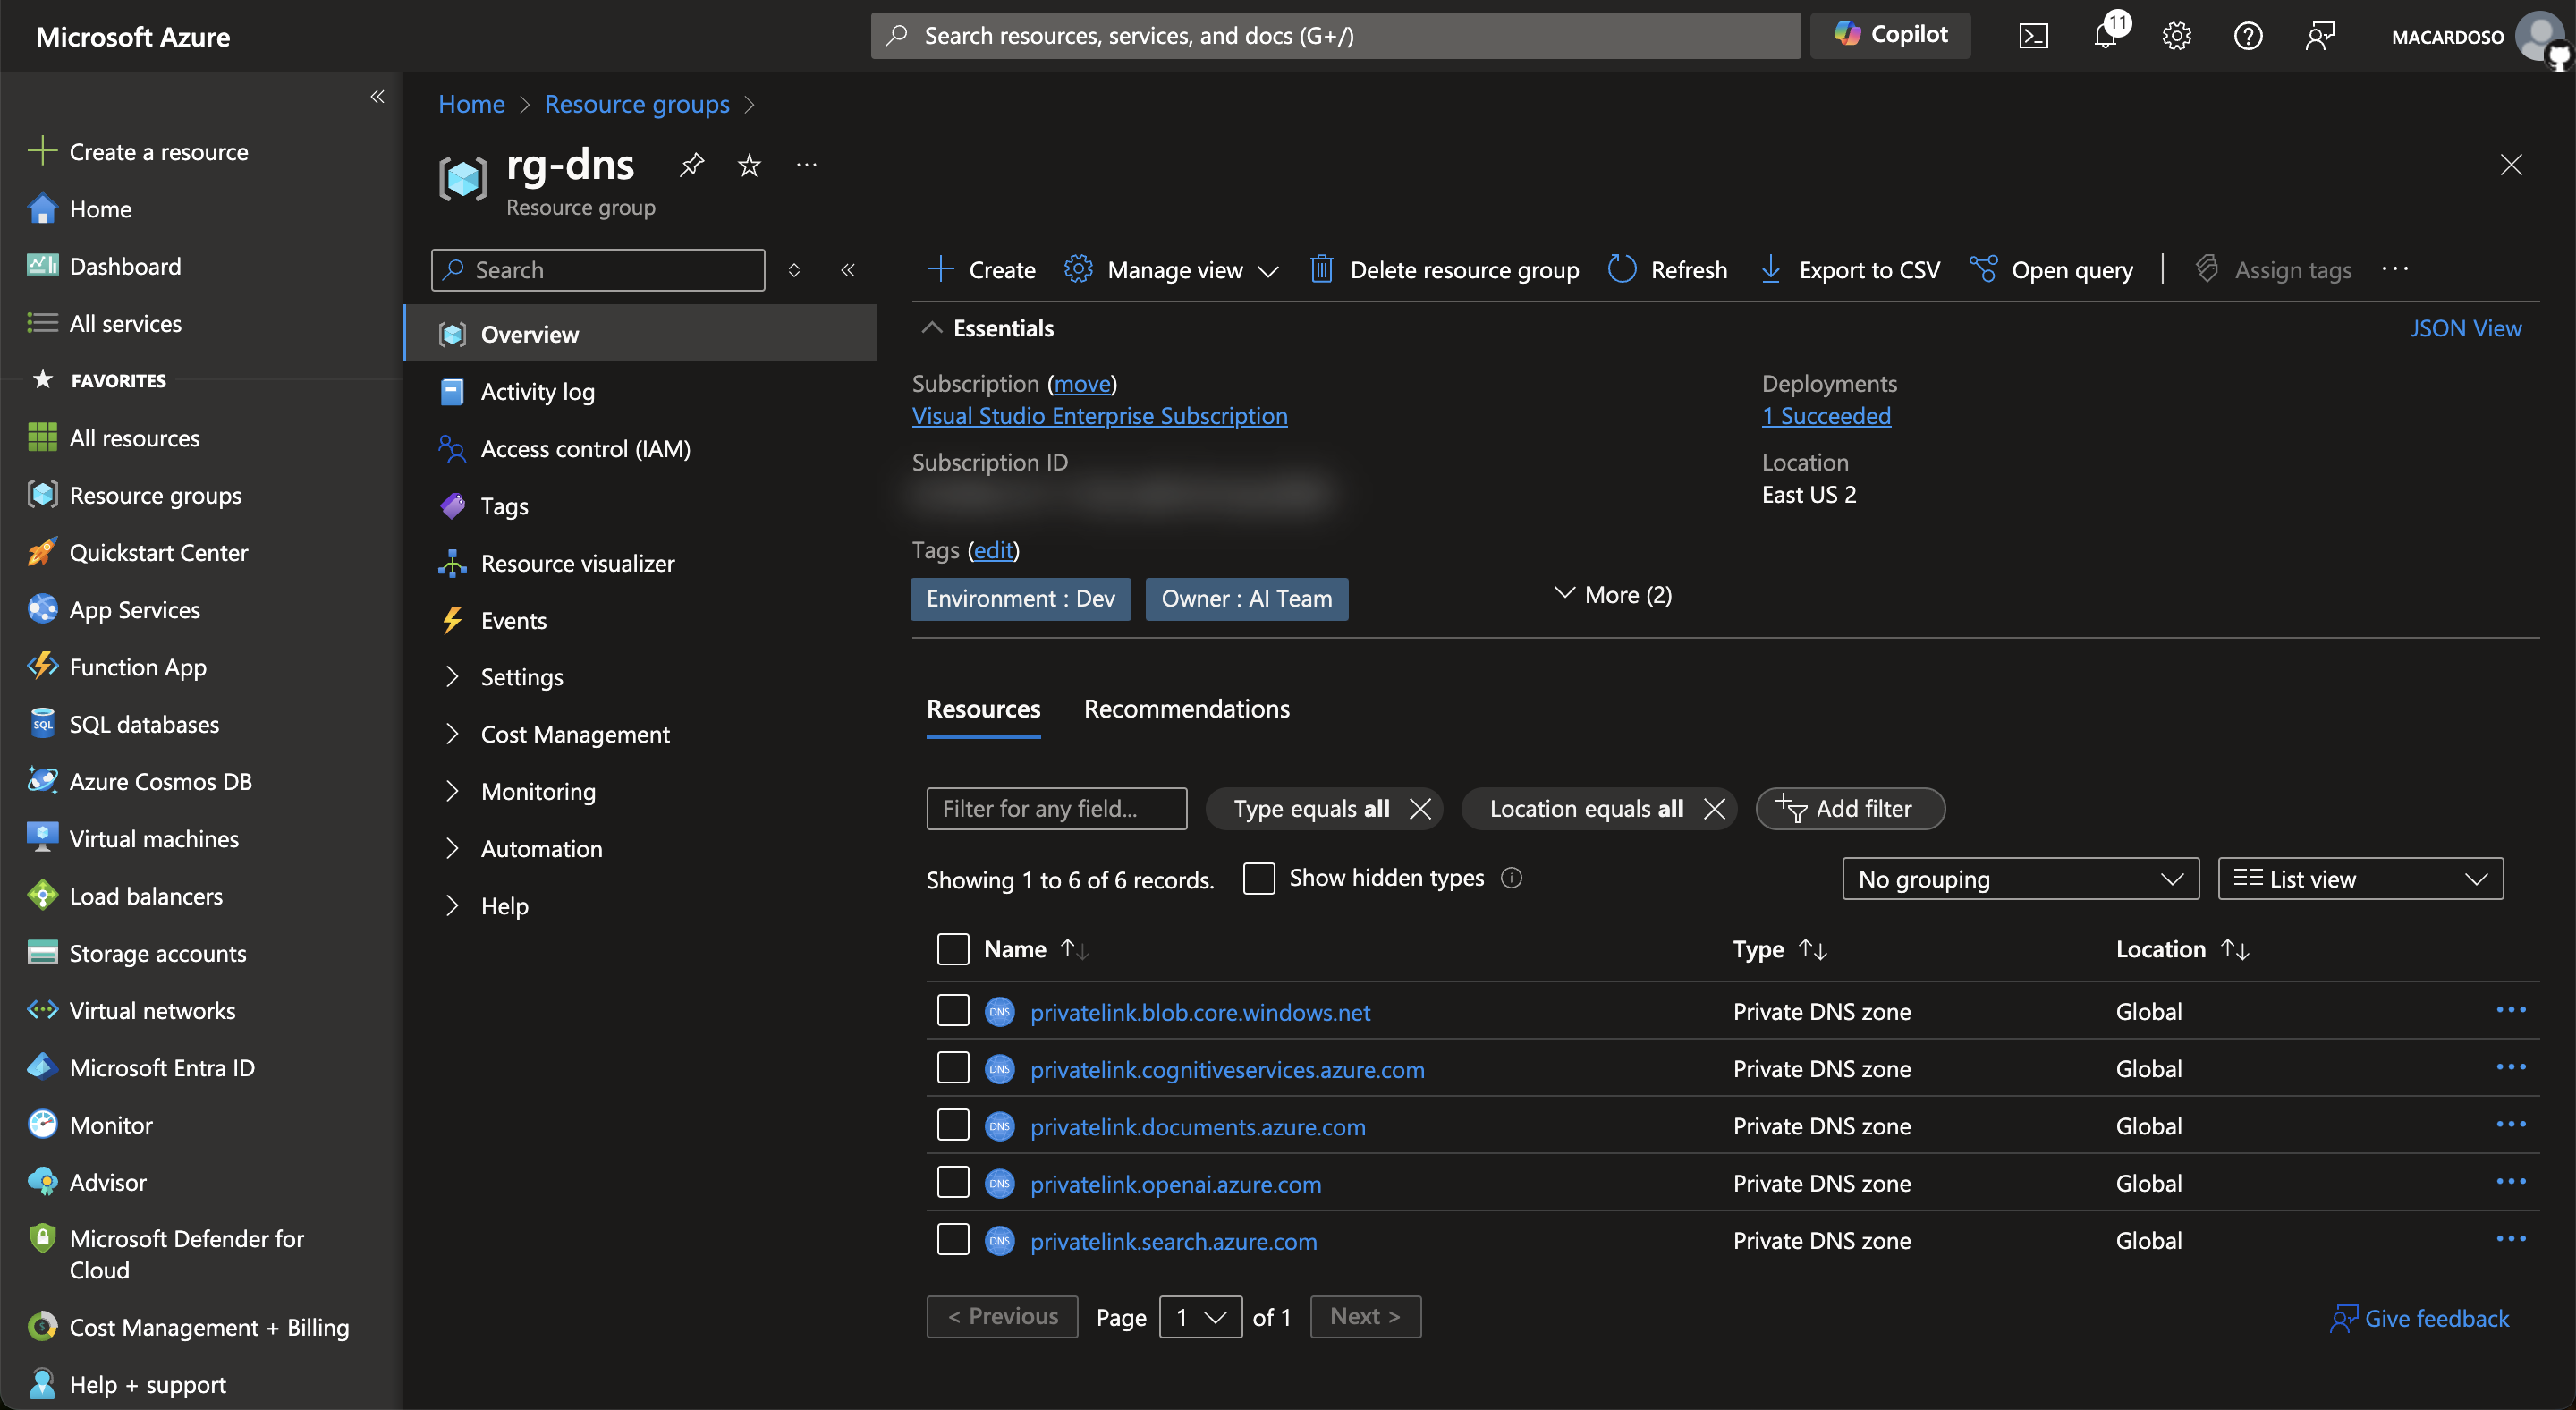 Microsoft Azure
Search resources, services, and docs (G+/)
Copilot
11
MACARDOSO
Create a resource
Home
Dashboard
All services
FAVORITES
All resources
Resource groups
Quickstart Center
App Services
Function App
SQL databases
Azure Cosmos DB
Virtual machines
Load balancers
Storage accounts
Virtual networks
Microsoft Entra ID
Monitor
Advisor
Microsoft Defender for
Cloud
Cost Management + Billing
Help + support
Home > Resource groups >
rg-dns
Resource group
Search
Overview
Activity log
Access control (IAM)
Tags
Resource visualizer
Events
Settings
Cost Management
Monitoring
Automation
Help
Create Manage view Delete resource group Refresh Export to CSV Open query Assign tags
Essentials
JSON View
Subscription (move)
Visual Studio Enterprise Subscription
Subscription ID
Deployments
1 Succeeded
Location
East US 2
Tags (edit)
Environment : Dev Owner : AI Team More (2)
Resources Recommendations
Filter for any field... Type equals all Location equals all Add filter
Showing 1 to 6 of 6 records. Show hidden types No grouping List view
Name Type Location
DNS privatelink.blob.core.windows.net Private DNS zone Global
DNS privatelink.cognitiveservices.azure.com Private DNS zone Global
DNS privatelink.documents.azure.com Private DNS zone Global
DNS privatelink.openai.azure.com Private DNS zone Global
DNS privatelink.search.azure.com Private DNS zone Global
< Previous Page 1 of 1 Next >
Give feedback